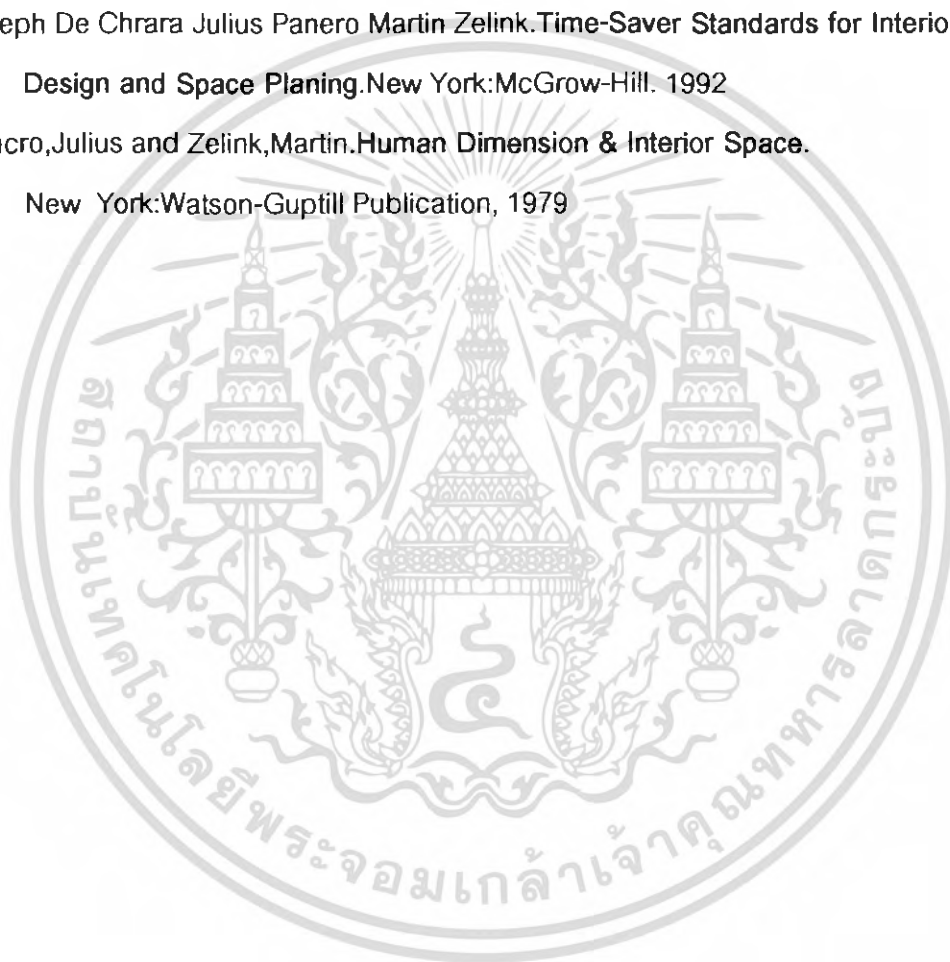 eph De Chrara Julius Panero Martin Zelink.Time-Saver Standards for Interio
Design and Space Planing.New York:McGrow-Hill. 1992
cro,Julius and Zelink,Martin.Human Dimension & Interior Space.
New York:Watson-Guptill Publication, 1979
๔
สถาบันเทคโนโลยีพระจอมเกล้าเจ้าคุณทหารลาดกระบัง